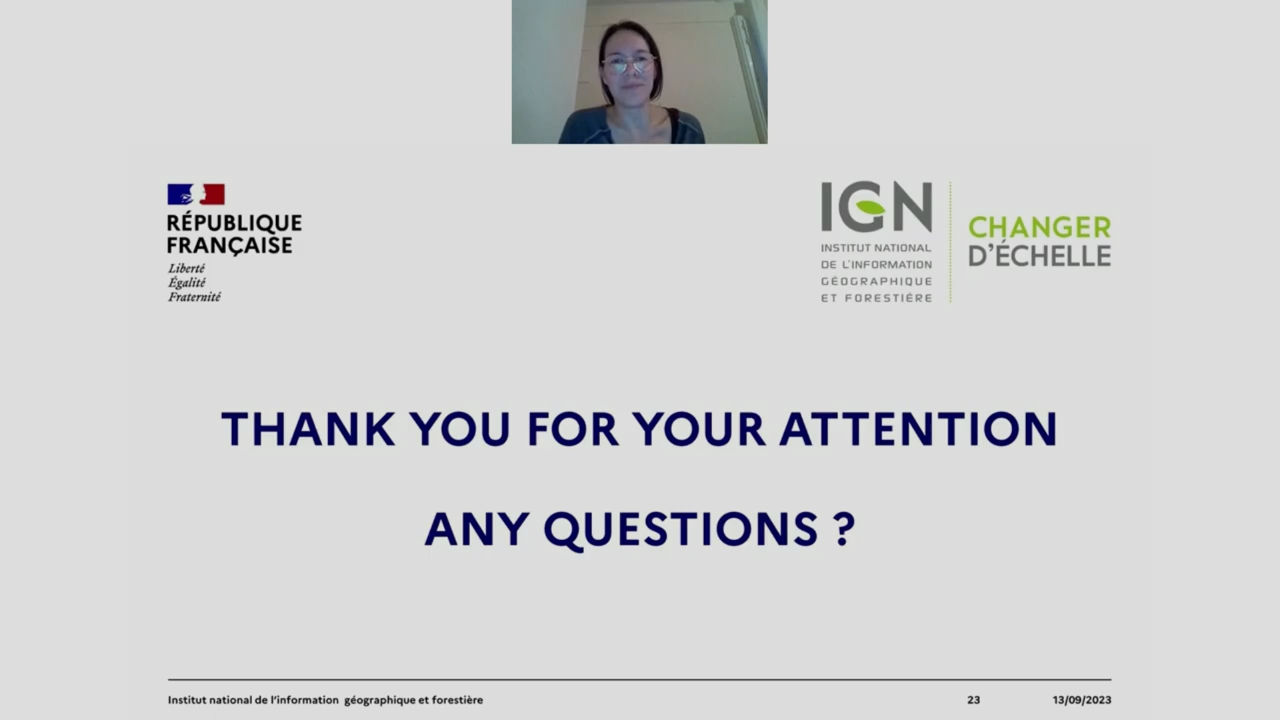 RÉPUBLIQUE
FRANÇAISE
Liberté
Égalité
Fraternité
IGN
INSTITUT NATIONAL
DE L'INFORMATION
GÉOGRAPHIQUE
ET FORESTIÈRE
CHANGER
D'ÉCHELLE
THANK YOU FOR YOUR ATTENTION
ANY QUESTIONS ?
Institut national de l'information géographique et forestière
23
13/09/2023